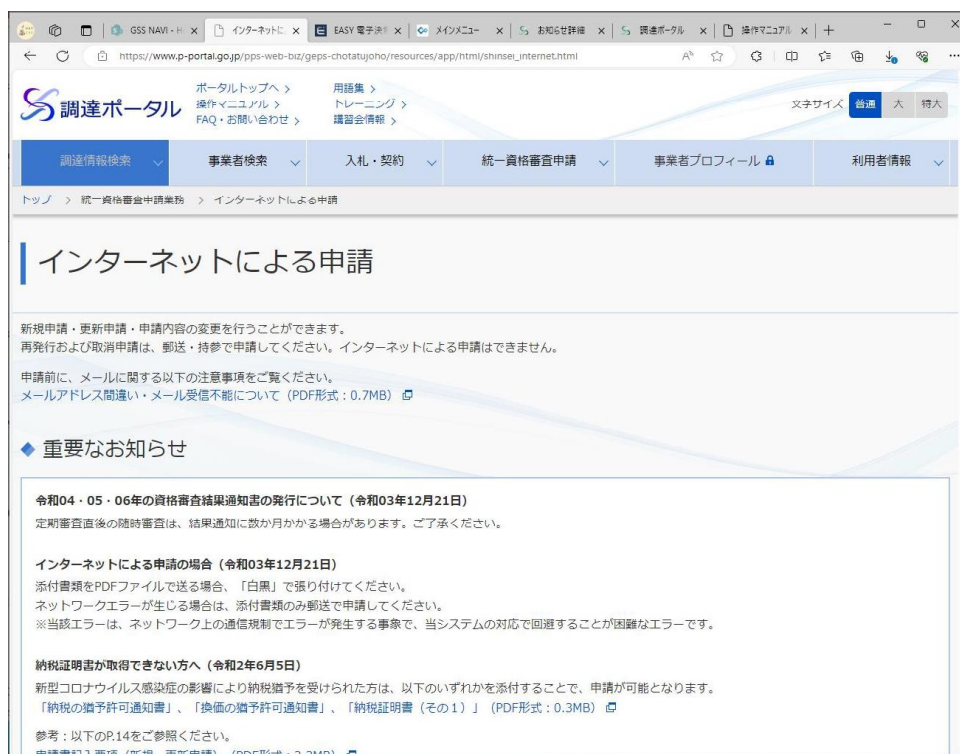 GSS NAVI - H
インターネットによ
EASY 電子決
メインメニュー
お知らせ詳細
調達ポータル
操作マニュアル
https://www.p-portal.go.jp/pps-web-biz/geps-chotatujoho/resources/app/html/shinsei_internet.html
調達ポータル
ポータルトップへ >
操作マニュアル >
FAQ・お問い合わせ >
用語集 >
トレーニング >
講習会情報 >
文字サイズ 普通 大 特大
調達情報検索 事業者検索 入札・契約 統一資格審査申請 事業者プロフィール 利用者情報
トップ > 統一資格審査申請業務 > インターネットによる申請
インターネットによる申請
新規申請・更新申請・申請内容の変更を行うことができます。
再発行および取消申請は、郵送・持参で申請してください。インターネットによる申請はできません。
申請前に、メールに関する以下の注意事項をご覧ください。
メールアドレス間違い・メール受信不能について（PDF形式：0.7MB）
重要なお知らせ
令和04・05・06年の資格審査結果通知書の発行について（令和03年12月21日）
定期審査直後の随時審査は、結果通知に数か月かかる場合があります。ご了承ください。
インターネットによる申請の場合（令和03年12月21日）
添付書類をPDFファイルで送る場合、「白黒」で張り付けてください。
ネットワークエラーが生じる場合は、添付書類のみ郵送で申請してください。
※当該エラーは、ネットワーク上の通信規制でエラーが発生する事象で、当システムの対応で回避することが困難なエラーです。
納税証明書が取得できない方へ（令和2年6月5日）
新型コロナウイルス感染症の影響により納税猶予を受けられた方は、以下のいずれかを添付することで、申請が可能となります。
「納税の猶予許可通知書」、「換価の猶予許可通知書」、「納税証明書（その１）」（PDF形式：0.3MB）
参考：以下のP.14をご参照ください。
申請書記入要項（新規・更新申請）（PDF形式：2.2MB）